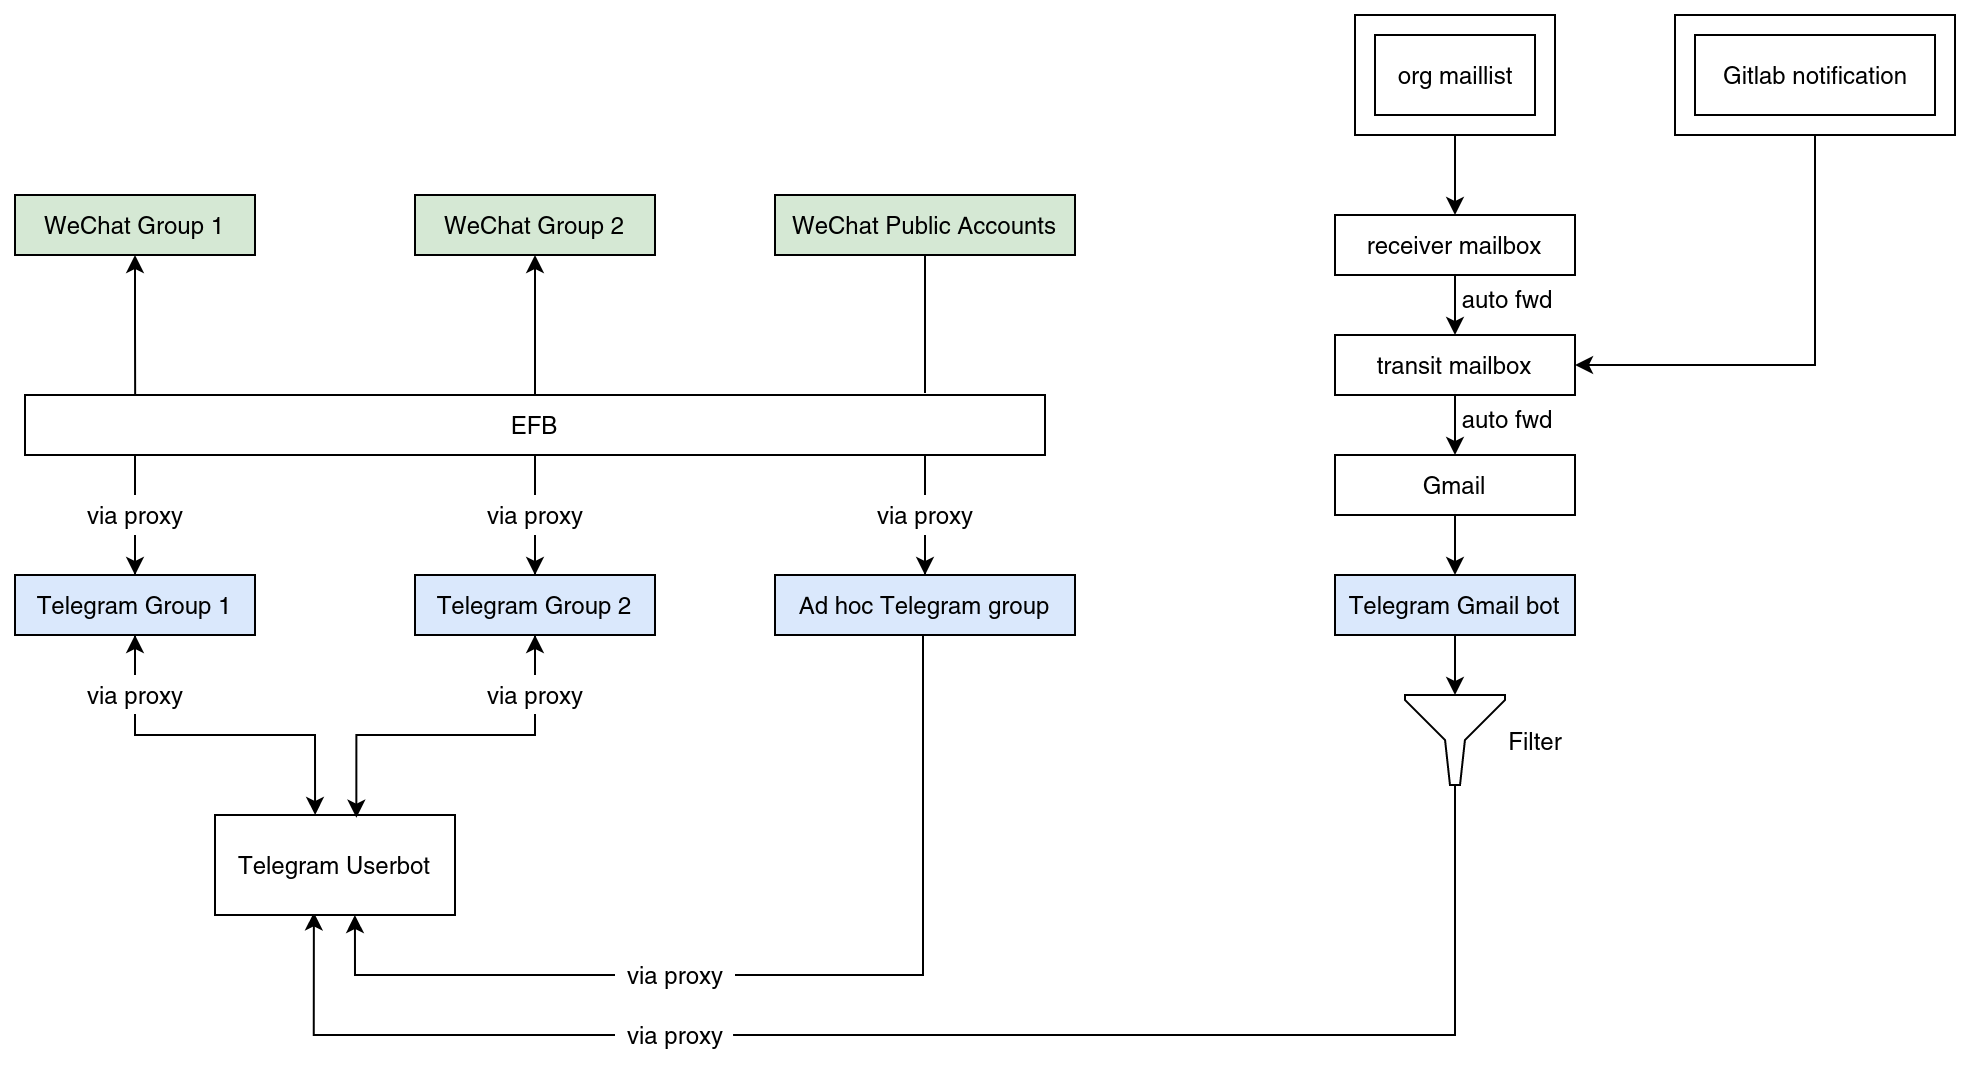 org maillist
Gitlab notification
WeChat Group 1
WeChat Group 2
WeChat Public Accounts
receiver mailbox
auto fwd
transit mailbox
EFB
auto fwd
Gmail
via proxy
via proxy
via proxy
Telegram Group 1
Telegram Group 2
Ad hoc Telegram group
Telegram Gmail bot
via proxy
via proxy
Filter
Telegram Userbot
via proxy
via proxy